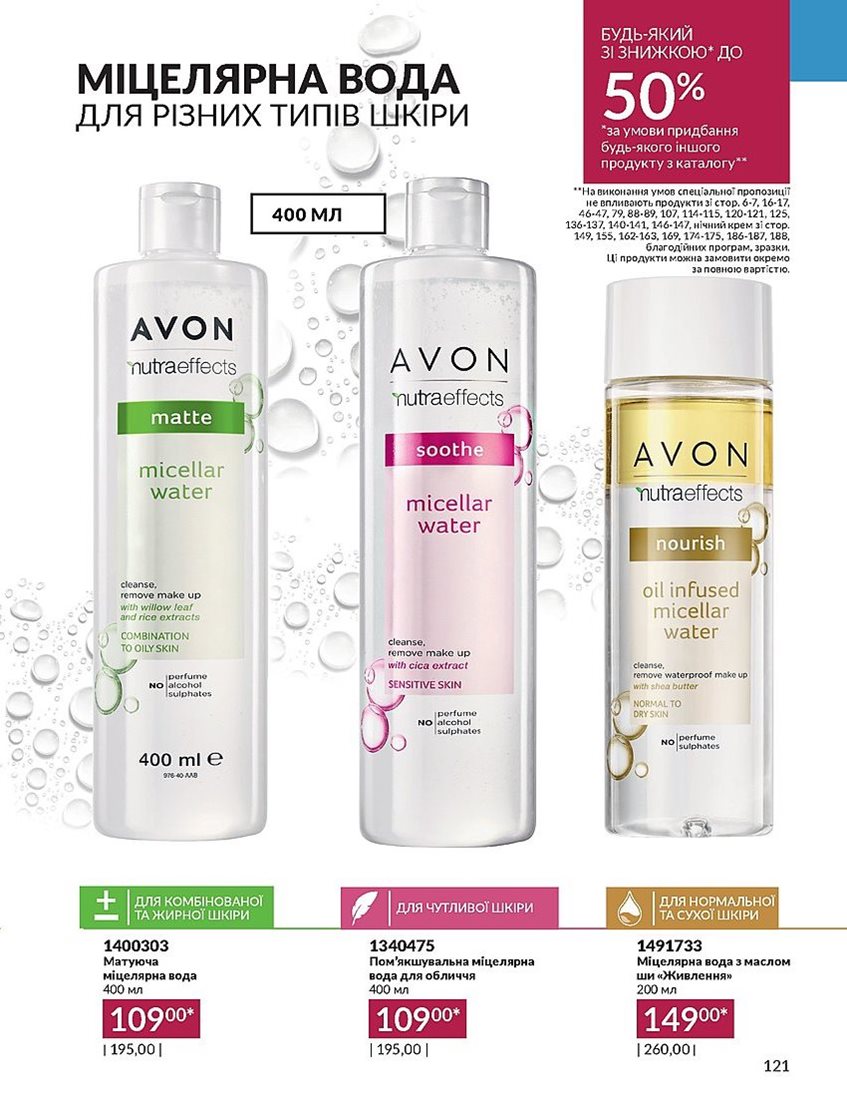 МІЦЕЛЯРНА ВОДА
ДЛЯ РІЗНИХ ТИПІВ ШКІРИ
БУДЬ-ЯКИЙ
ЗІ ЗНИЖКОЮ* ДО
50%
*за умови придбання
будь-якого іншого
продукту з каталогу**
**На виконання умов спеціальної пропозиції
не впливають продукти зі стор. 6-7, 16-17,
46-47, 79, 88-89, 107, 114-115, 120-121, 125,
136-137, 140-141, 146-147, нічний крем зі стор.
149, 155, 162-163, 169, 174-175, 186-187, 188,
благодійних програм, зразки.
Ці продукти можна замовити окремо
за повною вартістю.
400 МЛ
AVON
nutraeffects
matte
micellar
water
cleanse,
remove make up
with willow leaf
and rice extracts
COMBINATION
TO OILY SKIN
NO perfume
alcohol
sulphates
400 ml e
AVON
nutraeffects
soothe
micellar
water
cleanse,
remove make up
with cica extract
SENSITIVE SKIN
NO perfume
alcohol
sulphates
AVON
nutraeffects
nourish
oil infused
micellar
water
cleanse,
remove waterproof make up
with shea butter
NORMAL TO
DRY SKIN
NO perfume
sulphates
ДЛЯ КОМБІНОВАНОЇ
ТА ЖИРНОЇ ШКІРИ
1400303
Матуюча
міцелярна вода
400 мл
10900*
| 195,00 |
ДЛЯ ЧУТЛИВОЇ ШКІРИ
1340475
Пом’якшувальна міцелярна
вода для обличчя
400 мл
10900*
| 195,00 |
ДЛЯ НОРМАЛЬНОЇ
ТА СУХОЇ ШКІРИ
1491733
Міцелярна вода з маслом
ши «Живлення»
200 мл
14900*
| 260,00 |
121